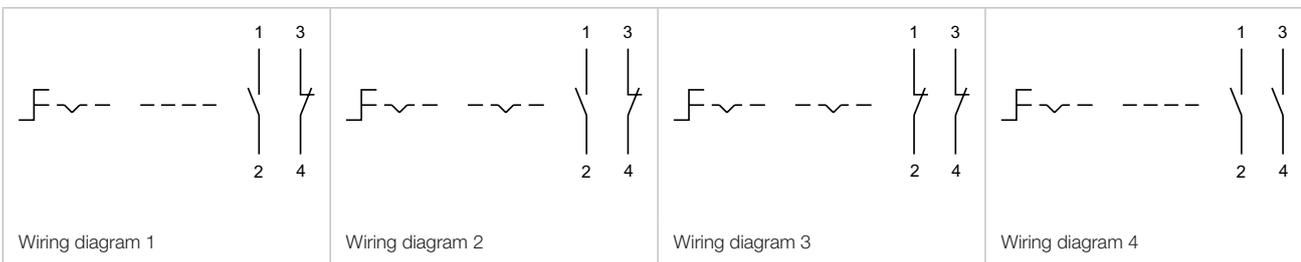 1 3 1 3 1 3 1 3
2 4 2 4 2 4 2 4
Wiring diagram 1 Wiring diagram 2 Wiring diagram 3 Wiring diagram 4